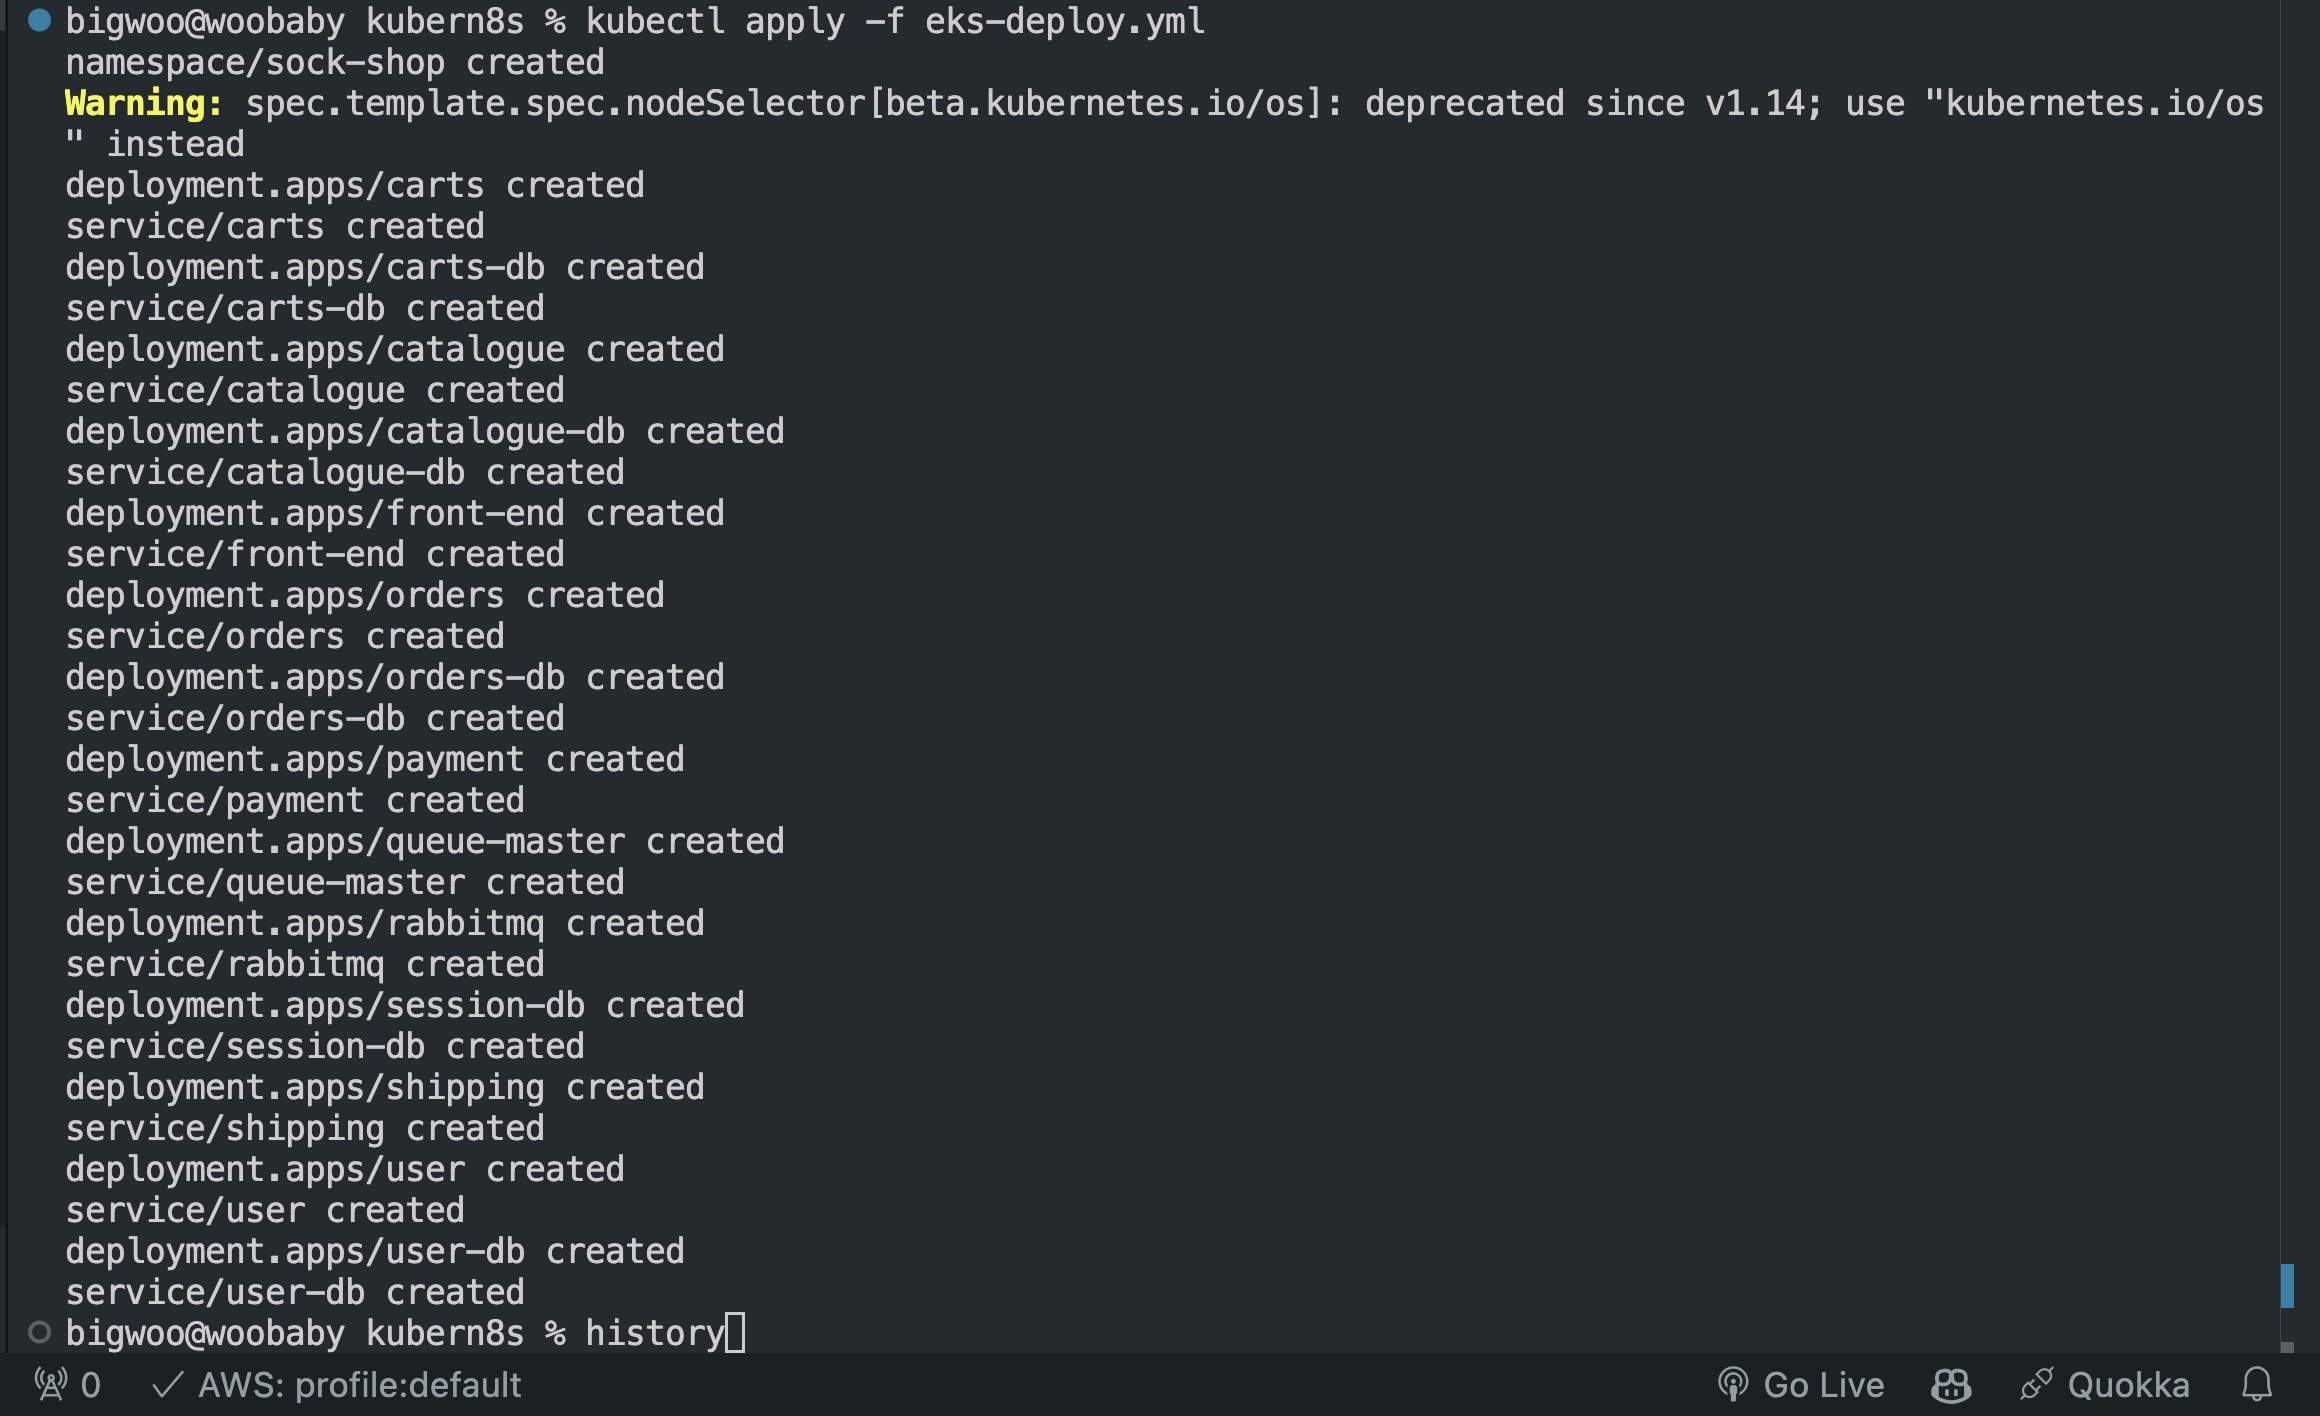 bigwoo@woobaby kubern8s % kubectl apply -f eks-deploy.yml
namespace/sock-shop created
Warning: spec.template.spec.nodeSelector[beta.kubernetes.io/os]: deprecated since v1.14; use "kubernetes.io/os
" instead
deployment.apps/carts created
service/carts created
deployment.apps/carts-db created
service/carts-db created
deployment.apps/catalogue created
service/catalogue created
deployment.apps/catalogue-db created
service/catalogue-db created
deployment.apps/front-end created
service/front-end created
deployment.apps/orders created
service/orders created
deployment.apps/orders-db created
service/orders-db created
deployment.apps/payment created
service/payment created
deployment.apps/queue-master created
service/queue-master created
deployment.apps/rabbitmq created
service/rabbitmq created
deployment.apps/session-db created
service/session-db created
deployment.apps/shipping created
service/shipping created
deployment.apps/user created
service/user created
deployment.apps/user-db created
service/user-db created
bigwoo@woobaby kubern8s % history
0 AWS: profile:default Go Live Quokka